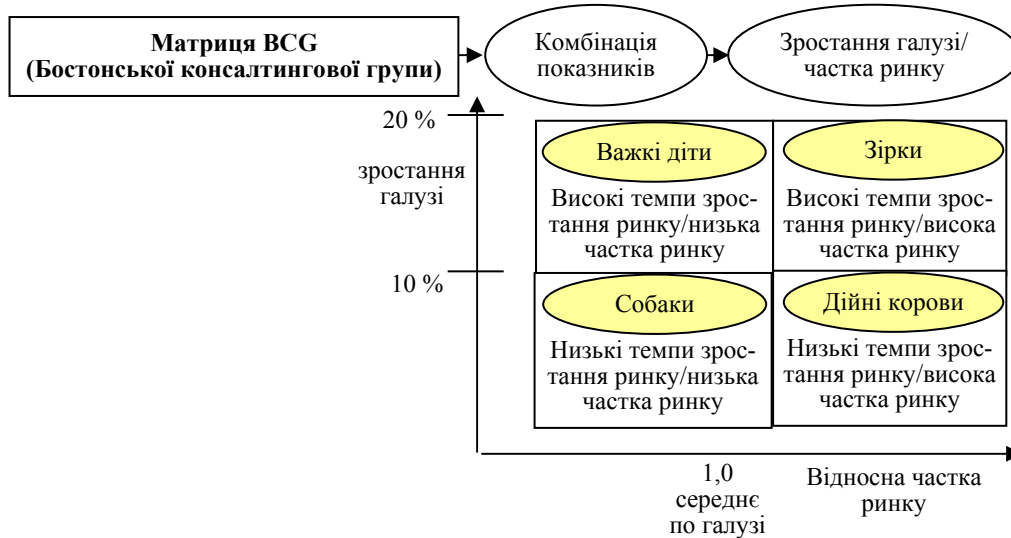 Матриця BCG
(Бостонської консалтингової групи)
Комбінація
показників
Зростання галузі/
частка ринку
20 %
зростання
галузі
10 %
Важкі діти
Високі темпи зрос-
тання ринку/низька
частка ринку
Зірки
Високі темпи зрос-
тання ринку/висока
частка ринку
Собаки
Низькі темпи зрос-
тання ринку/низька
частка ринку
Дійні корови
Низькі темпи зрос-
тання ринку/висока
частка ринку
1,0
середнє
по галузі
Відносна частка
ринку